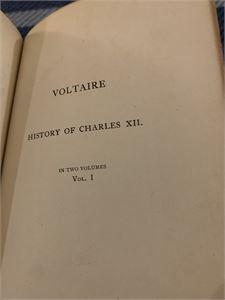 VOLTAIRE
HISTORY OF CHARLES XII.
IN TWO VOLUMES
VOL. I